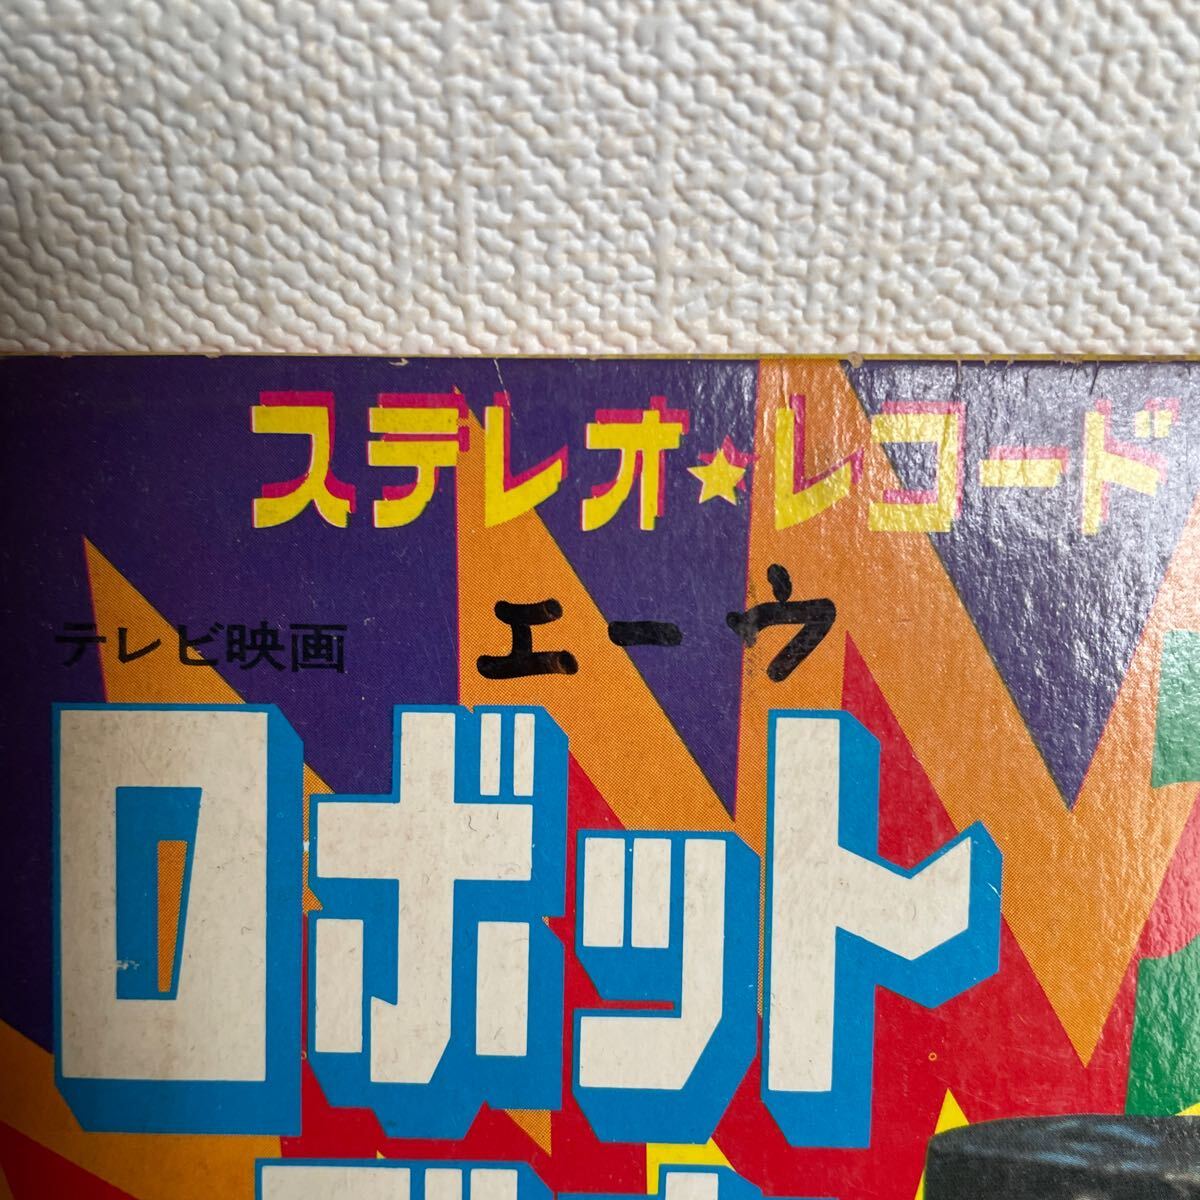 ステレオ★レコード
エーウ
テレビ映画
ロボット